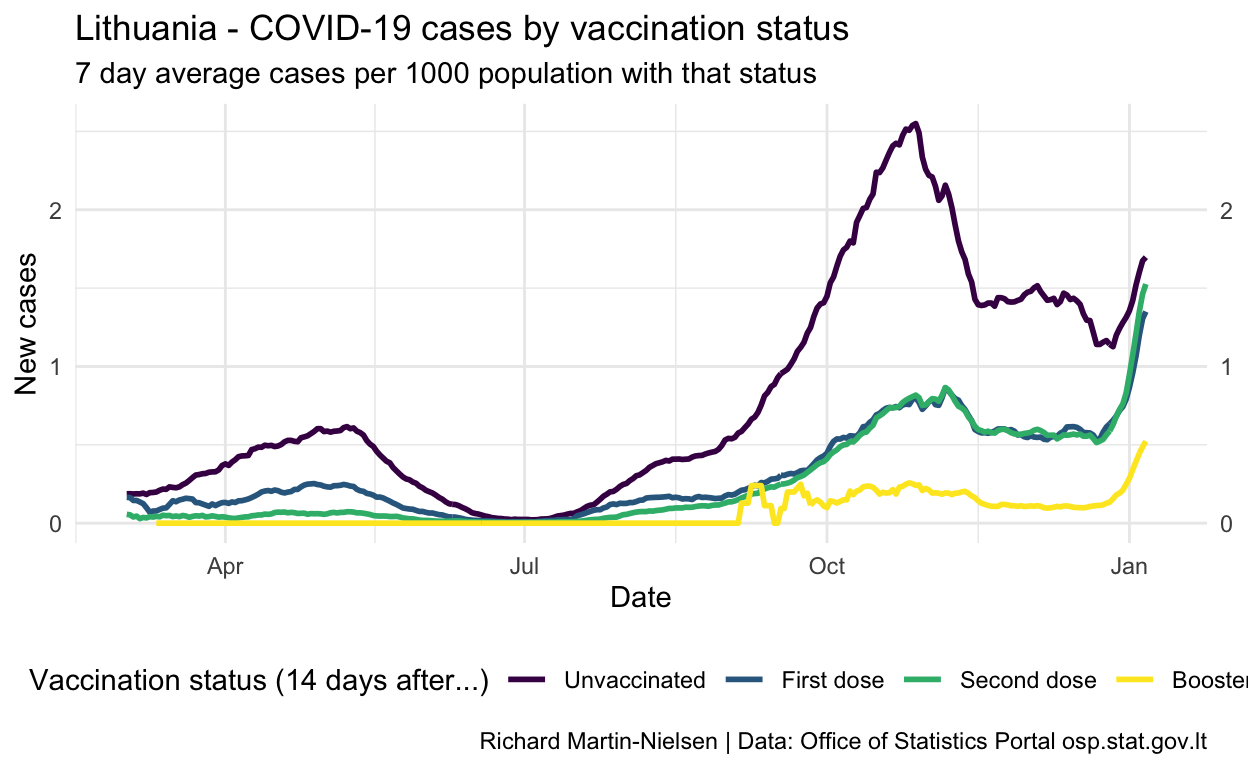 Lithuania - COVID-19 cases by vaccination status
7 day average cases per 1000 population with that status
New cases
2
1
0
2
1
0
Apr Jul Oct Jan
Date
Vaccination status (14 days after...) Unvaccinated First dose Second dose Booster
Richard Martin-Nielsen | Data: Office of Statistics Portal osp.stat.gov.lt